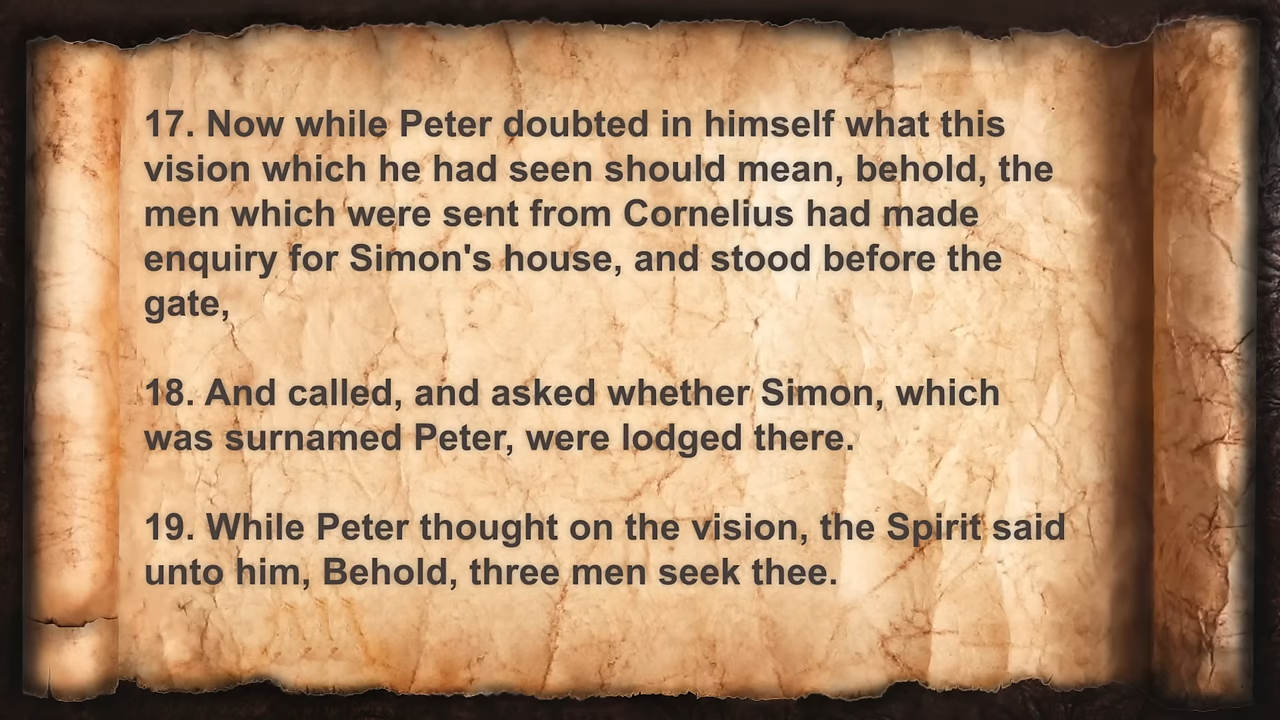 17. Now while Peter doubted in himself what this
vision which he had seen should mean, behold, the
men which were sent from Cornelius had made
enquiry for Simon's house, and stood before the
gate,
18. And called, and asked whether Simon, which
was surnamed Peter, were lodged there.
19. While Peter thought on the vision, the Spirit said
unto him, Behold, three men seek thee.